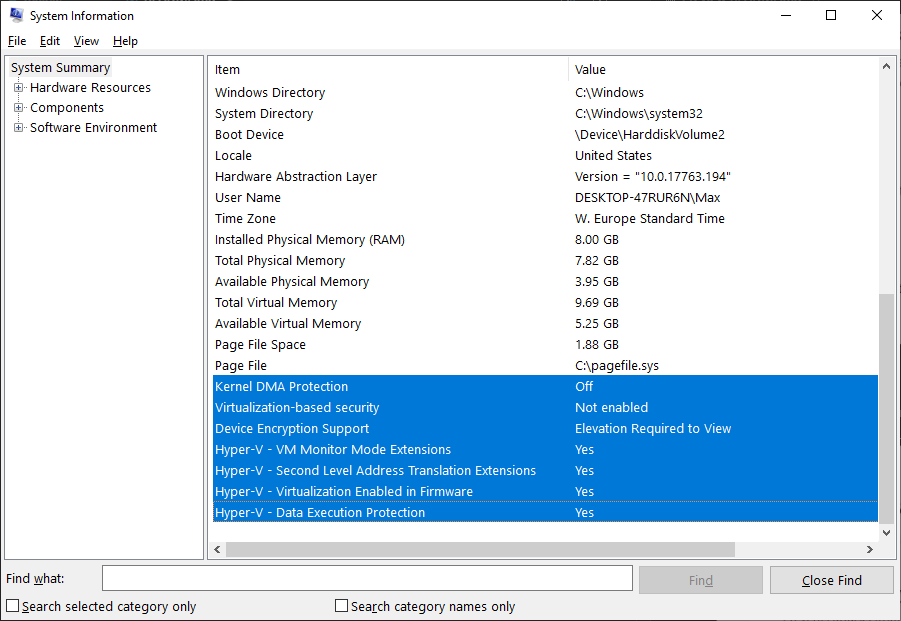 System Information
File Edit View Help
System Summary
Hardware Resources
Components
Software Environment
Item Value
Windows Directory C:\Windows
System Directory C:\Windows\system32
Boot Device \Device\HarddiskVolume2
Locale United States
Hardware Abstraction Layer Version = "10.0.17763.194"
User Name DESKTOP-47RUR6N\Max
Time Zone W. Europe Standard Time
Installed Physical Memory (RAM) 8.00 GB
Total Physical Memory 7.82 GB
Available Physical Memory 3.95 GB
Total Virtual Memory 9.69 GB
Available Virtual Memory 5.25 GB
Page File Space 1.88 GB
Page File C:\pagefile.sys
Kernel DMA Protection Off
Virtualization-based security Not enabled
Device Encryption Support Elevation Required to View
Hyper-V - VM Monitor Mode Extensions Yes
Hyper-V - Second Level Address Translation Extensions Yes
Hyper-V - Virtualization Enabled in Firmware Yes
Hyper-V - Data Execution Protection Yes
Find what: Find Close Find
Search selected category only Search category names only